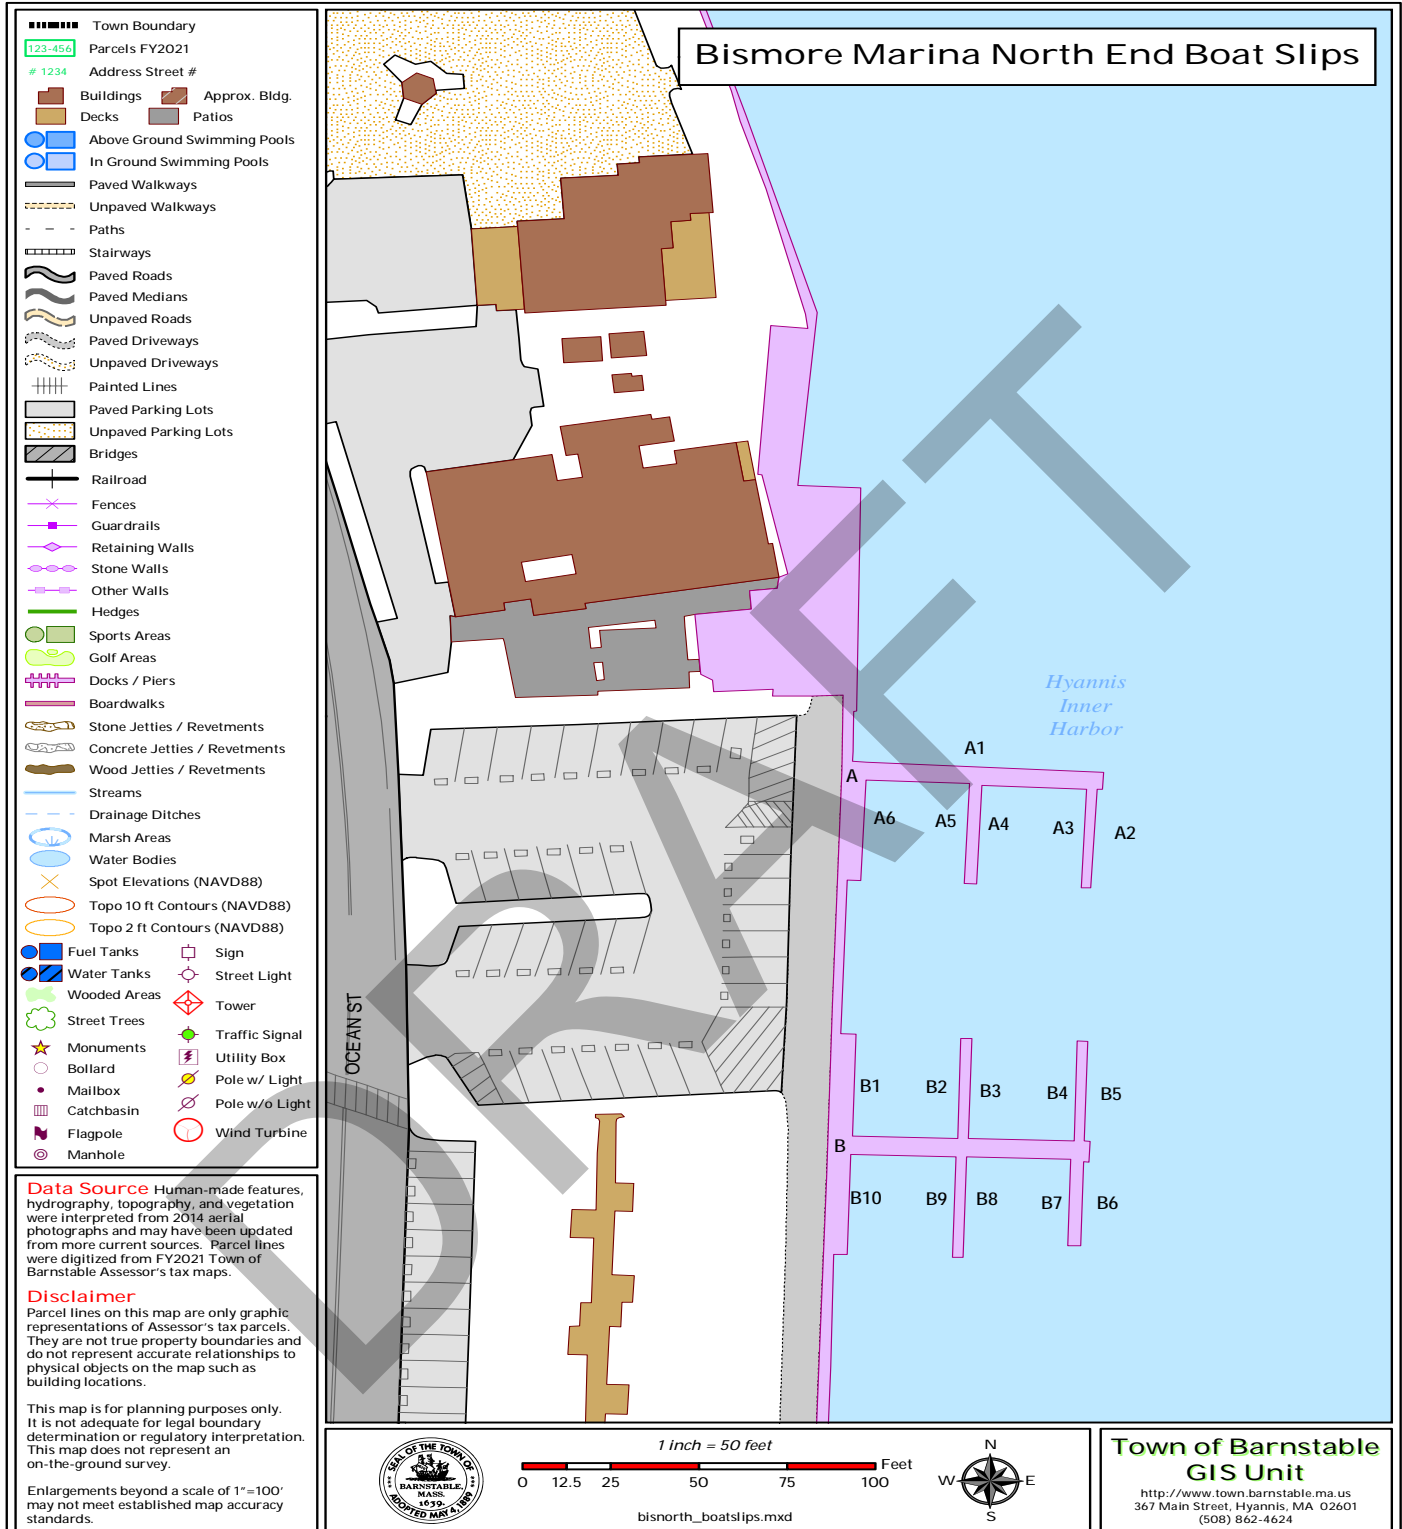 Bismore Marina North End Boat Slips
Town Boundary
123-456 Parcels FY2021
# 1234 Address Street #
Buildings Approx. Bldg.
Decks Patios
Above Ground Swimming Pools
In Ground Swimming Pools
Paved Walkways
Unpaved Walkways
Paths
Stairways
Paved Roads
Paved Medians
Unpaved Roads
Paved Driveways
Unpaved Driveways
Painted Lines
Paved Parking Lots
Unpaved Parking Lots
Bridges
Railroad
Fences
Guardrails
Retaining Walls
Stone Walls
Other Walls
Hedges
Sports Areas
Golf Areas
Docks / Piers
Boardwalks
Stone Jetties / Revetments
Concrete Jetties / Revetments
Wood Jetties / Revetments
Streams
Drainage Ditches
Marsh Areas
Water Bodies
Spot Elevations (NAVD88)
Topo 10 ft Contours (NAVD88)
Topo 2 ft Contours (NAVD88)
Fuel Tanks Sign
Water Tanks Street Light
Wooded Areas Tower
Street Trees Traffic Signal
Monuments Utility Box
Bollard Pole w/ Light
Mailbox Pole w/o Light
Catchbasin Wind Turbine
Flagpole
Manhole
Data Source Human-made features,
hydrography, topography, and vegetation
were interpreted from 2014 aerial
photographs and may have been updated
from more current sources. Parcel lines
were digitized from FY2021 Town of
Barnstable Assessor's tax maps.
Disclaimer
Parcel lines on this map are only graphic
representations of Assessor's tax parcels.
They are not true property boundaries and
do not represent accurate relationships to
physical objects on the map such as
building locations.
This map is for planning purposes only.
It is not adequate for legal boundary
determination or regulatory interpretation.
This map does not represent an
on-the-ground survey.
Enlargements beyond a scale of 1"=100'
may not meet established map accuracy
standards.
DRAFT
OCEAN ST
Hyannis
Inner
Harbor
A1
A
A6 A5 A4 A3 A2
B1 B2 B3 B4 B5
B
B10 B9 B8 B7 B6
SEAL OF THE TOWN OF
BARNSTABLE,
MASS.
1639.
ADOPTED MAY 4, 1889
1 inch = 50 feet
Feet
0 12.5 25 50 75 100
bisnorth_boatslips.mxd
N
W E
S
Town of Barnstable
GIS Unit
http://www.town.barnstable.ma.us
367 Main Street, Hyannis, MA 02601
(508) 862-4624